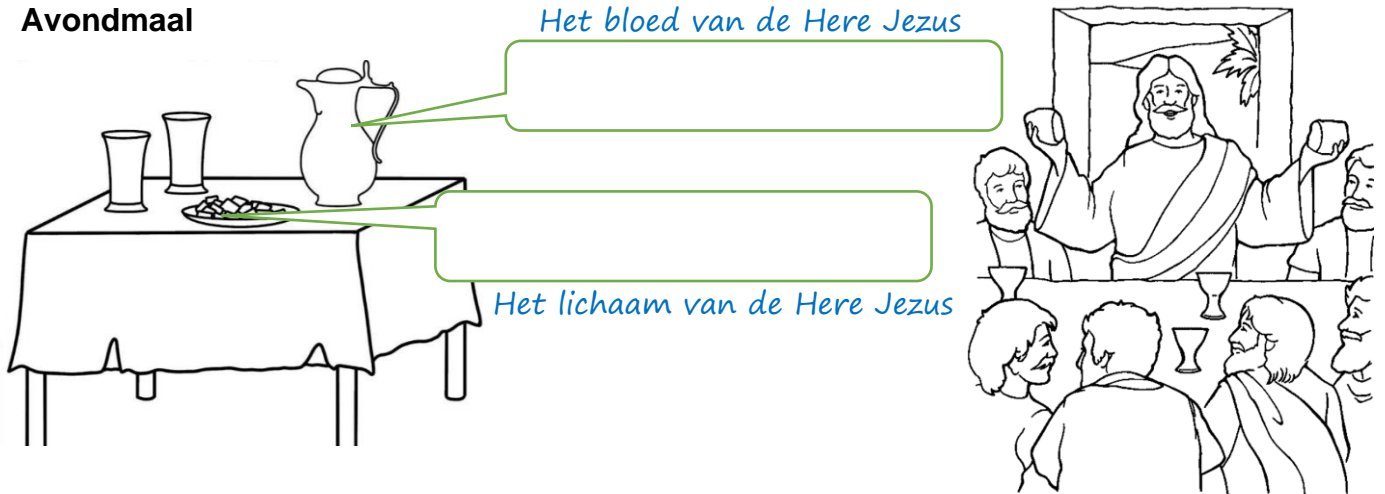 Avondmaal
Het bloed van de Here Jezus
Het lichaam van de Here Jezus